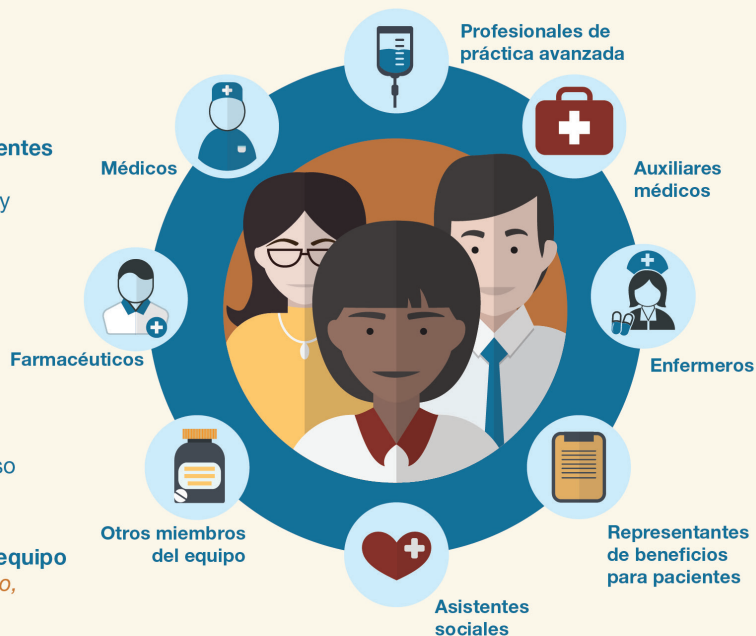 Profesionales de
práctica avanzada
Médicos
Auxiliares
médicos
Farmacéuticos
Enfermeros
Otros miembros
del equipo
Representantes
de beneficios
para pacientes
Asistentes
sociales
y
equipo